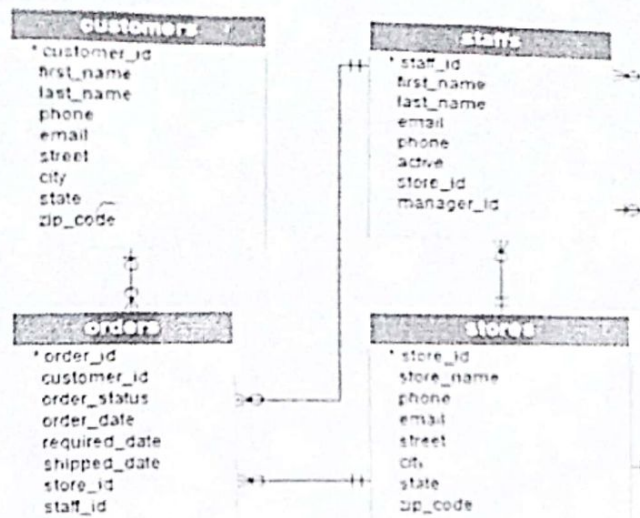 customers
* customer_id
first_name
last_name
phone
email
street
city
state
zip_code
staffs
* staff_id
first_name
last_name
email
phone
active
store_id
manager_id
orders
* order_id
customer_id
order_status
order_date
required_date
shipped_date
store_id
staff_id
stores
* store_id
store_name
phone
email
street
city
state
zip_code